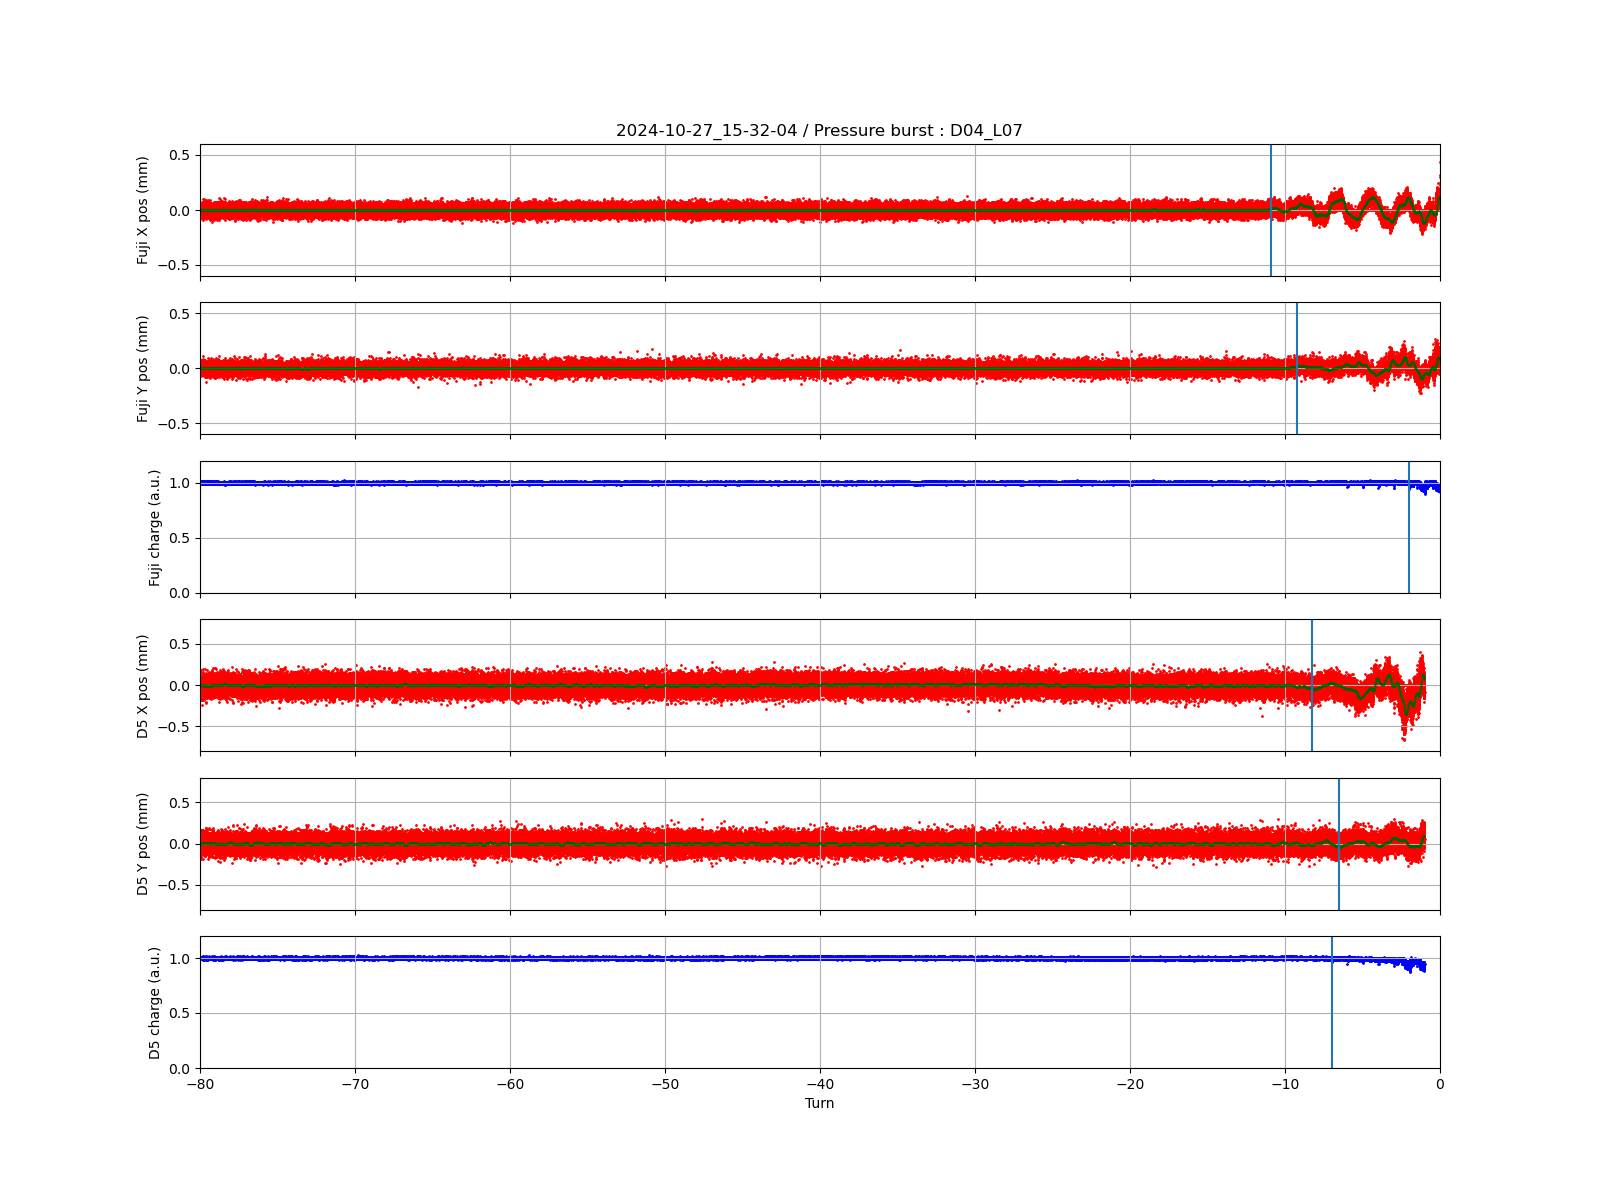 2024-10-27_15-32-04 / Pressure burst : D04_L07
Fuji X pos (mm)
0.5
0.0
−0.5
Fuji Y pos (mm)
0.5
0.0
−0.5
Fuji charge (a.u.)
1.0
0.5
0.0
D5 X pos (mm)
0.5
0.0
−0.5
D5 Y pos (mm)
0.5
0.0
−0.5
D5 charge (a.u.)
1.0
0.5
0.0
−80 −70 −60 −50 −40 −30 −20 −10 0
Turn